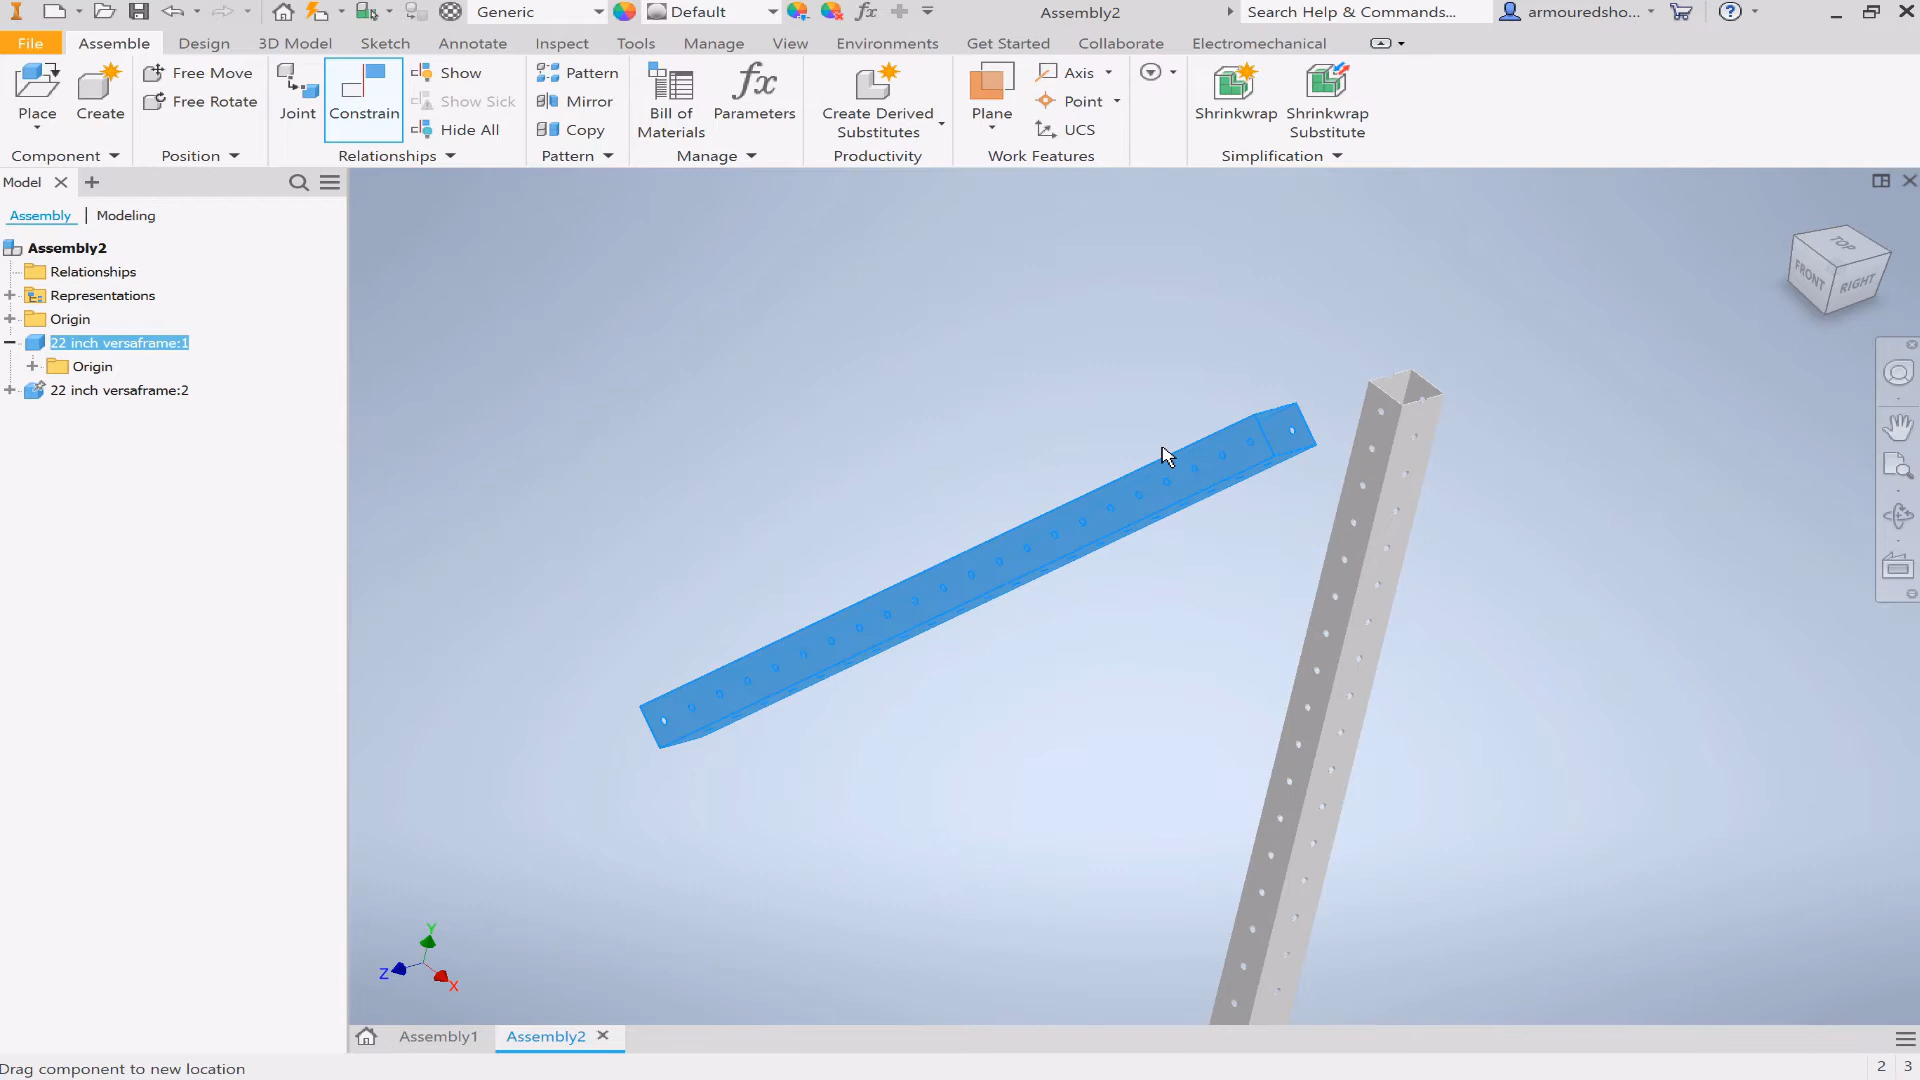 Generic
Default
fx
Assembly2
Search Help & Commands...
armouredsho...
File
Assemble
Design
3D Model
Sketch
Annotate
Inspect
Tools
Manage
View
Environments
Get Started
Collaborate
Electromechanical
Place
Create
Free Move
Free Rotate
Joint
Constrain
Show
Show Sick
Hide All
Pattern
Mirror
Copy
Bill of
Materials
fx
Parameters
Create Derived
Substitutes
Plane
Axis
Point
UCS
Shrinkwrap
Shrinkwrap
Substitute
Component
Position
Relationships
Pattern
Manage
Productivity
Work Features
Simplification
Model
Assembly
Modeling
Assembly2
Relationships
Representations
Origin
22 inch versaframe:1
Origin
22 inch versaframe:2
TOP
FRONT
RIGHT
Y
Z
X
Assembly1
Assembly2
Drag component to new location
2 3